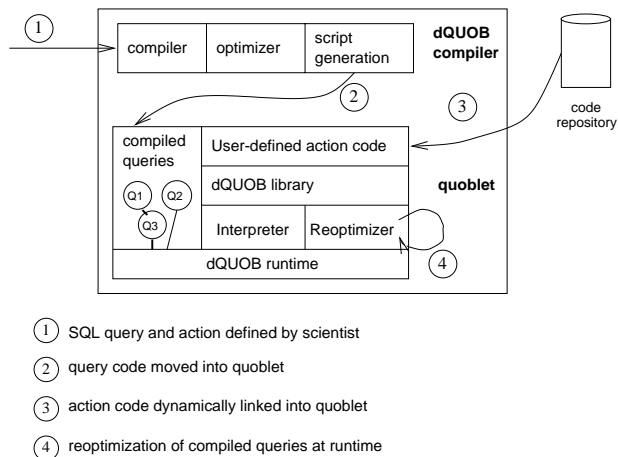 1
compiler
optimizer
script
generation
dQUOB
compiler
2
3
code
repository
compiled
queries
User-defined action code
dQUOB library
quoblet
Q1
Q2
Q3
Interpreter
Reoptimizer
dQUOB runtime
4
1 SQL query and action defined by scientist
2 query code moved into quoblet
3 action code dynamically linked into quoblet
4 reoptimization of compiled queries at runtime